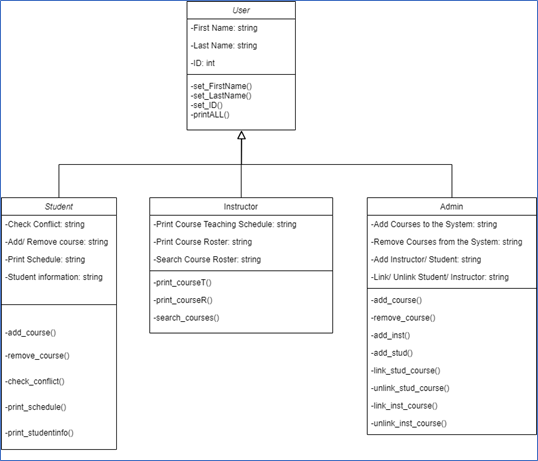 User
-First Name: string
-Last Name: string
-ID: int
-set_FirstName()
-set_LastName()
-set_ID()
-printALL()
Student
-Check Conflict: string
-Add/ Remove course: string
-Print Schedule: string
-Student information: string
-add_course()
-remove_course()
-check_conflict()
-print_schedule()
-print_studentinfo()
Instructor
-Print Course Teaching Schedule: string
-Print Course Roster: string
-Search Course Roster: string
-print_courseT()
-print_courseR()
-search_courses()
Admin
-Add Courses to the System: string
-Remove Courses from the System: string
-Add Instructor/ Student: string
-Link/ Unlink Student/ Instructor: string
-add_course()
-remove_course()
-add_inst()
-add_stud()
-link_stud_course()
-unlink_stud_course()
-link_inst_course()
-unlink_inst_course()